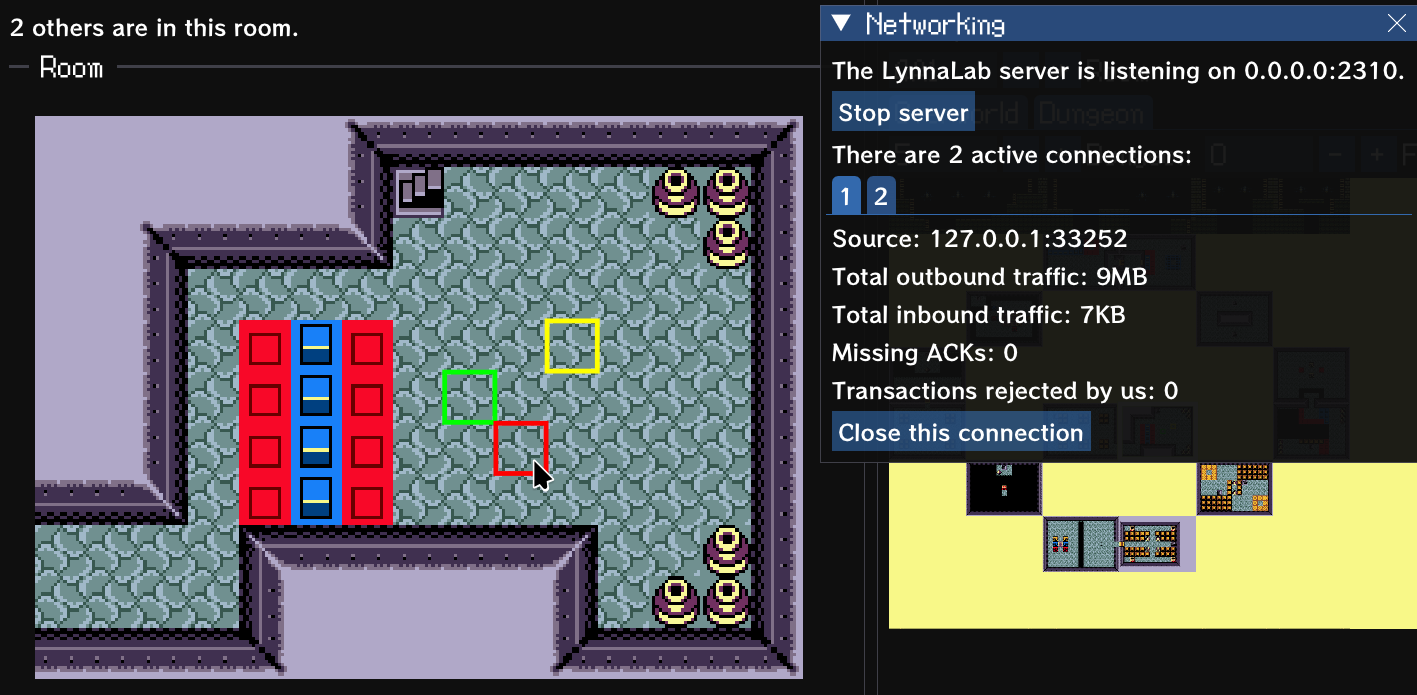 2 others are in this room.
Room
Networking
The LynnaLab server is listening on 0.0.0.0:2310.
Stop server
Dungeon
0
There are 2 active connections:
1 2
Source: 127.0.0.1:33252
Total outbound traffic: 9MB
Total inbound traffic: 7KB
Missing ACKs: 0
Transactions rejected by us: 0
Close this connection